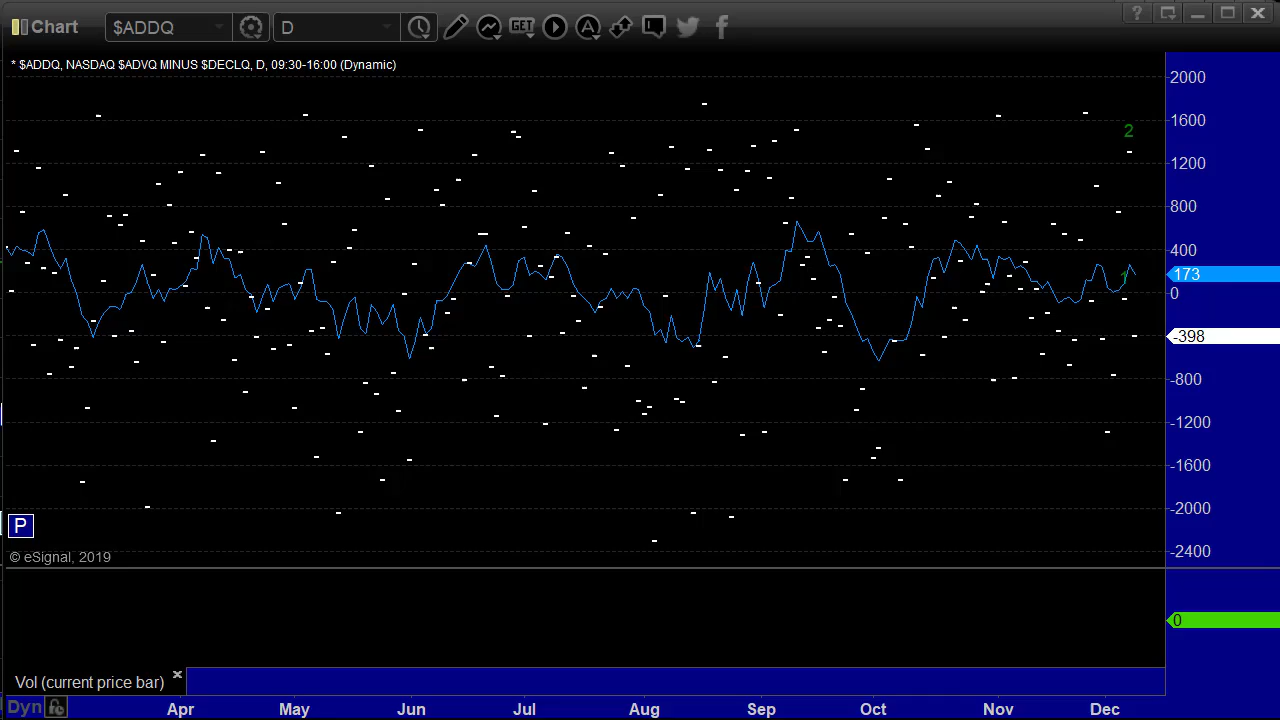 Chart $ADDQ D GET A ?
* $ADDQ, NASDAQ $ADVQ MINUS $DECLQ, D, 09:30-16:00 (Dynamic)
2000
1600
2
1200
800
400
1
173
0
-398
-800
-1200
-1600
-2000
P
-2400
© eSignal, 2019
0
Vol (current price bar)
Dyn Apr May Jun Jul Aug Sep Oct Nov Dec